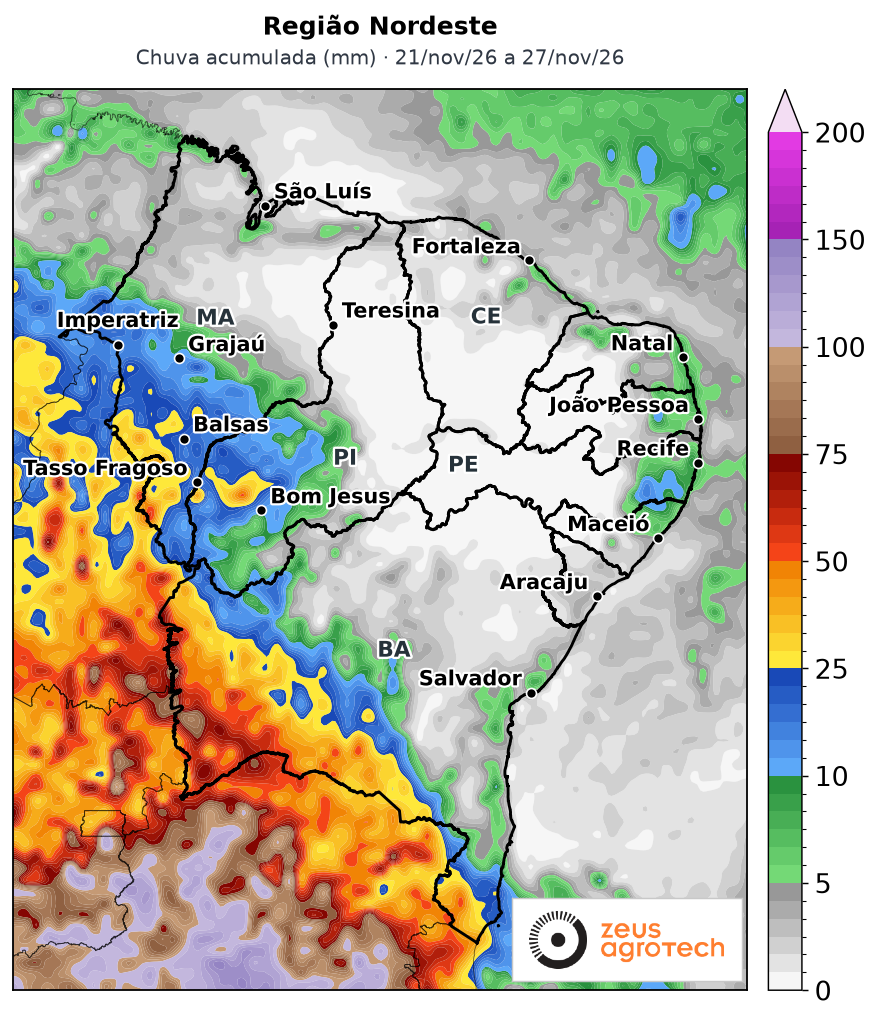 Região Nordeste
Chuva acumulada (mm) · 21/nov/26 a 27/nov/26
São Luís
Fortaleza
Teresina
CE
MA
Imperatriz
Grajaú
Natal
João Pessoa
Balsas
Recife
PI
PE
Tasso Fragoso
Bom Jesus
Maceió
Aracaju
BA
Salvador
zeus
agrotech
200
150
100
75
50
25
10
5
0